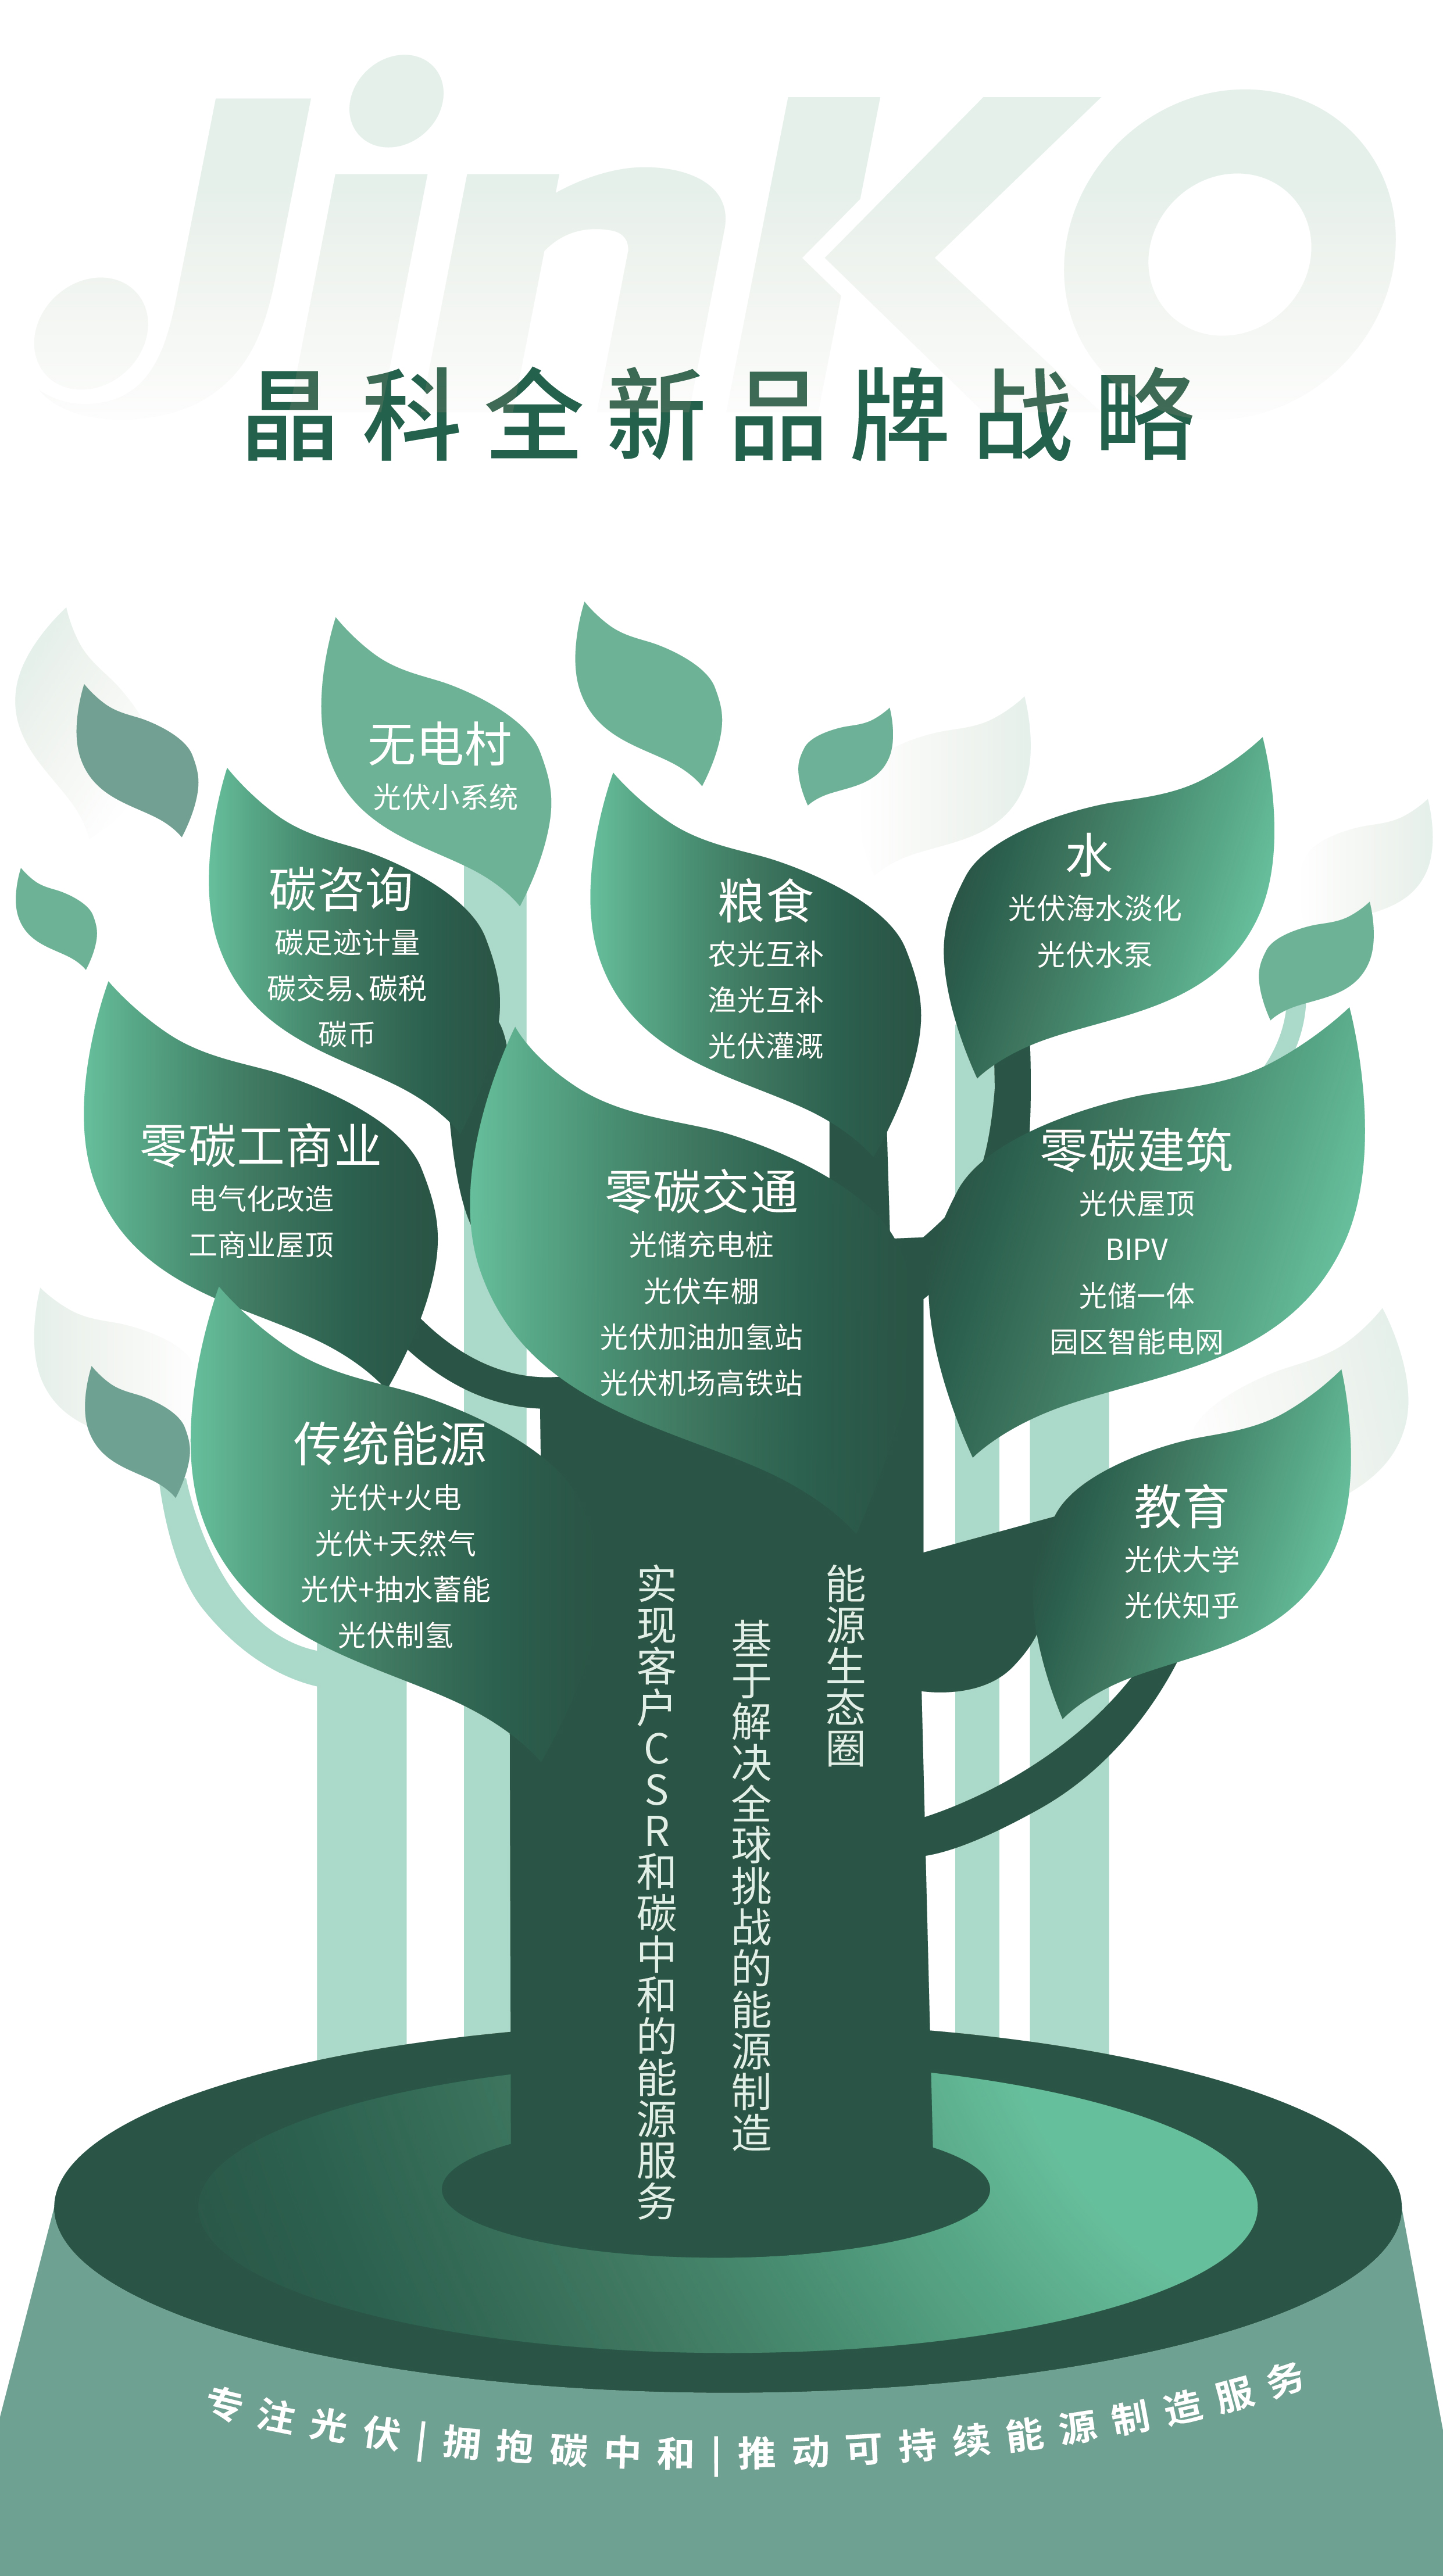 JinKO
晶科全新品牌战略
无电村
光伏小系统
碳咨询
碳足迹计量
碳交易、碳税
碳币
粮食
农光互补
渔光互补
光伏灌溉
水
光伏海水淡化
光伏水泵
零碳工商业
电气化改造
工商业屋顶
零碳交通
光储充电桩
光伏车棚
光伏加油加氢站
光伏机场高铁站
零碳建筑
光伏屋顶
BIPV
光储一体
园区智能电网
传统能源
光伏+火电
光伏+天然气
光伏+抽水蓄能
光伏制氢
教育
光伏大学
光伏知乎
能源生态圈
基于解决全球挑战的能源制造
实现客户CSR和碳中和的能源服务
专注光伏|拥抱碳中和|推动可持续能源制造服务